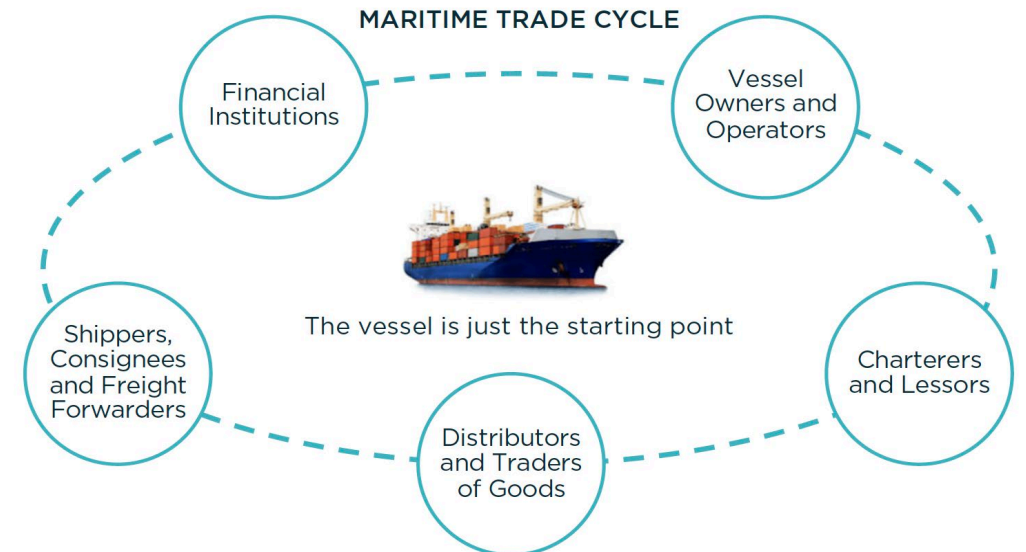 MARITIME TRADE CYCLE
Financial
Institutions
Vessel
Owners and
Operators
The vessel is just the starting point
Shippers,
Consignees
and Freight
Forwarders
Charterers
and Lessors
Distributors
and Traders
of Goods